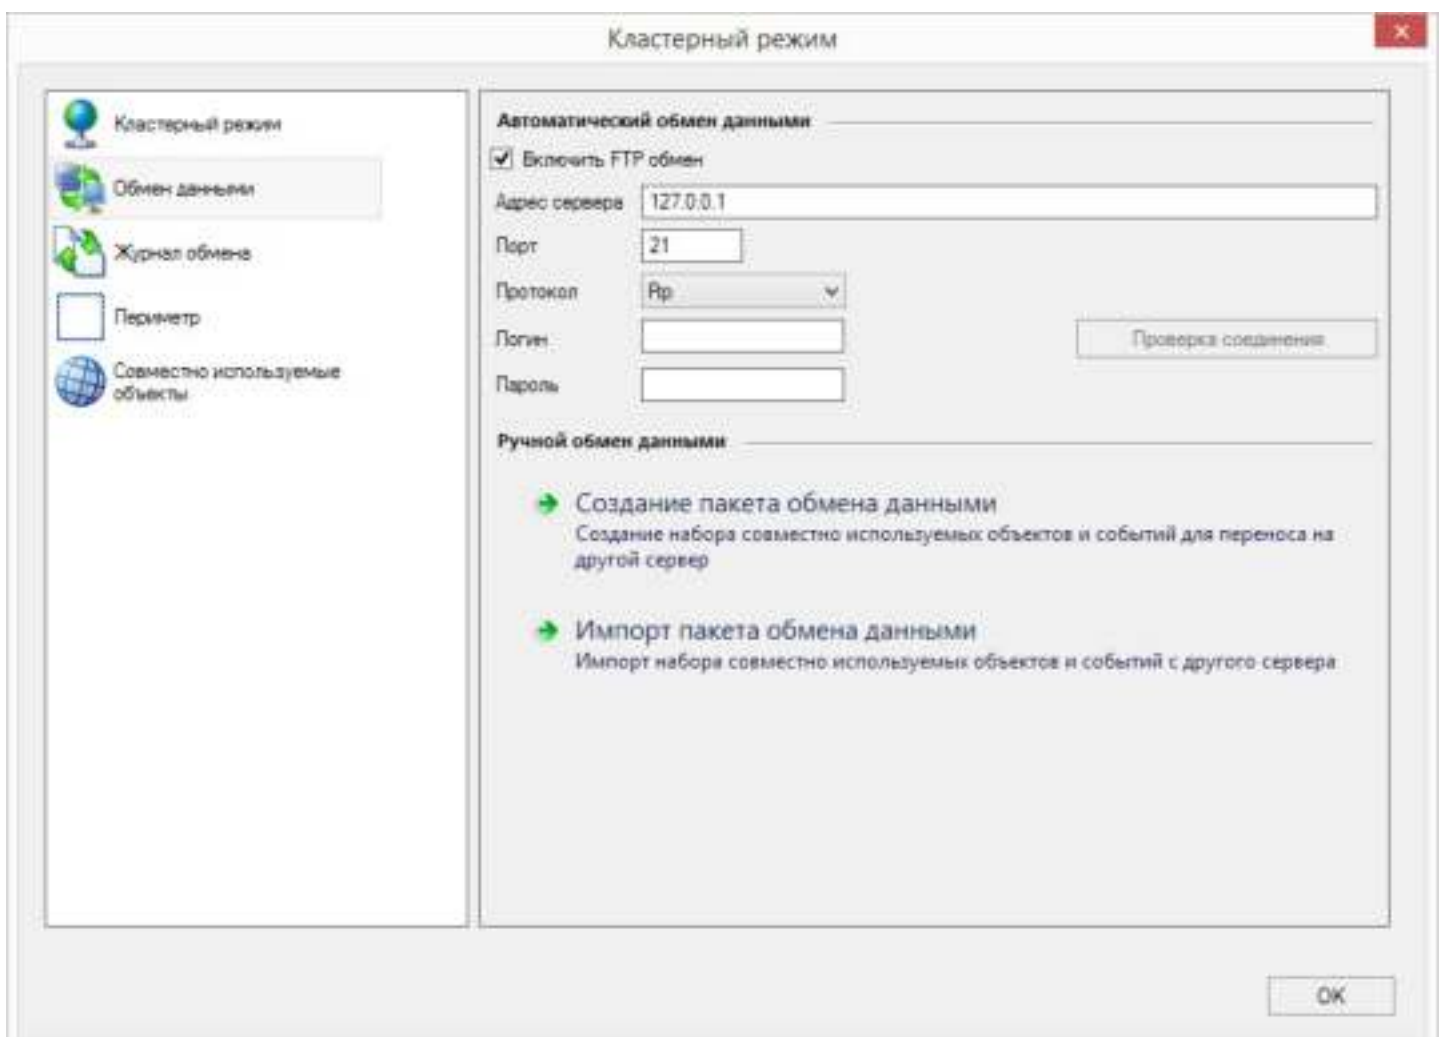 Кластерный режим
Кластерный режим
Обмен данными
Журнал обмена
Периметр
Совместно используемые
объекты
Автоматический обмен данными
Включить FTP обмен
Адрес сервера 127.0.0.1
Порт 21
Протокол Ftp
Логин
Проверка соединения
Пароль
Ручной обмен данными
Создание пакета обмена данными
Создание набора совместно используемых объектов и событий для переноса на
другой сервер
Импорт пакета обмена данными
Импорт набора совместно используемых объектов и событий с другого сервера
OK